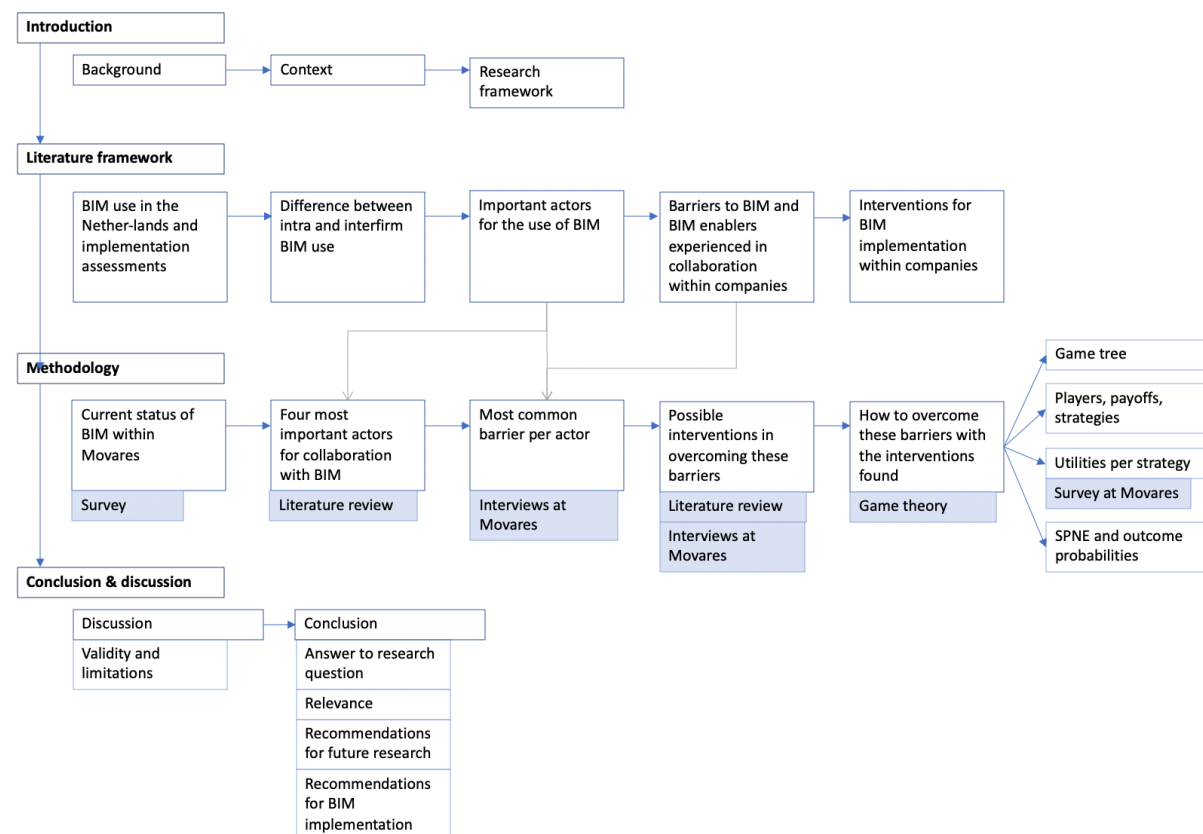 Introduction
Background
Context
Research
framework
Literature framework
BIM use in the
Nether-lands and
implementation
assessments
Difference between
intra and interfirm
BIM use
Important actors
for the use of BIM
Barriers to BIM and
BIM enablers
experienced in
collaboration
within companies
Interventions for
BIM
implementation
within companies
Methodology
Current status of
BIM within
Movares
Survey
Four most
important actors
for collaboration
with BIM
Literature review
Most common
barrier per actor
Interviews at
Movares
Possible
interventions in
overcoming these
barriers
Literature review
Interviews at
Movares
How to overcome
these barriers with
the interventions
found
Game theory
Game tree
Players, payoffs,
strategies
Utilities per strategy
Survey at Movares
SPNE and outcome
probabilities
Conclusion & discussion
Discussion
Validity and
limitations
Conclusion
Answer to research
question
Relevance
Recommendations
for future research
Recommendations
for BIM
implementation